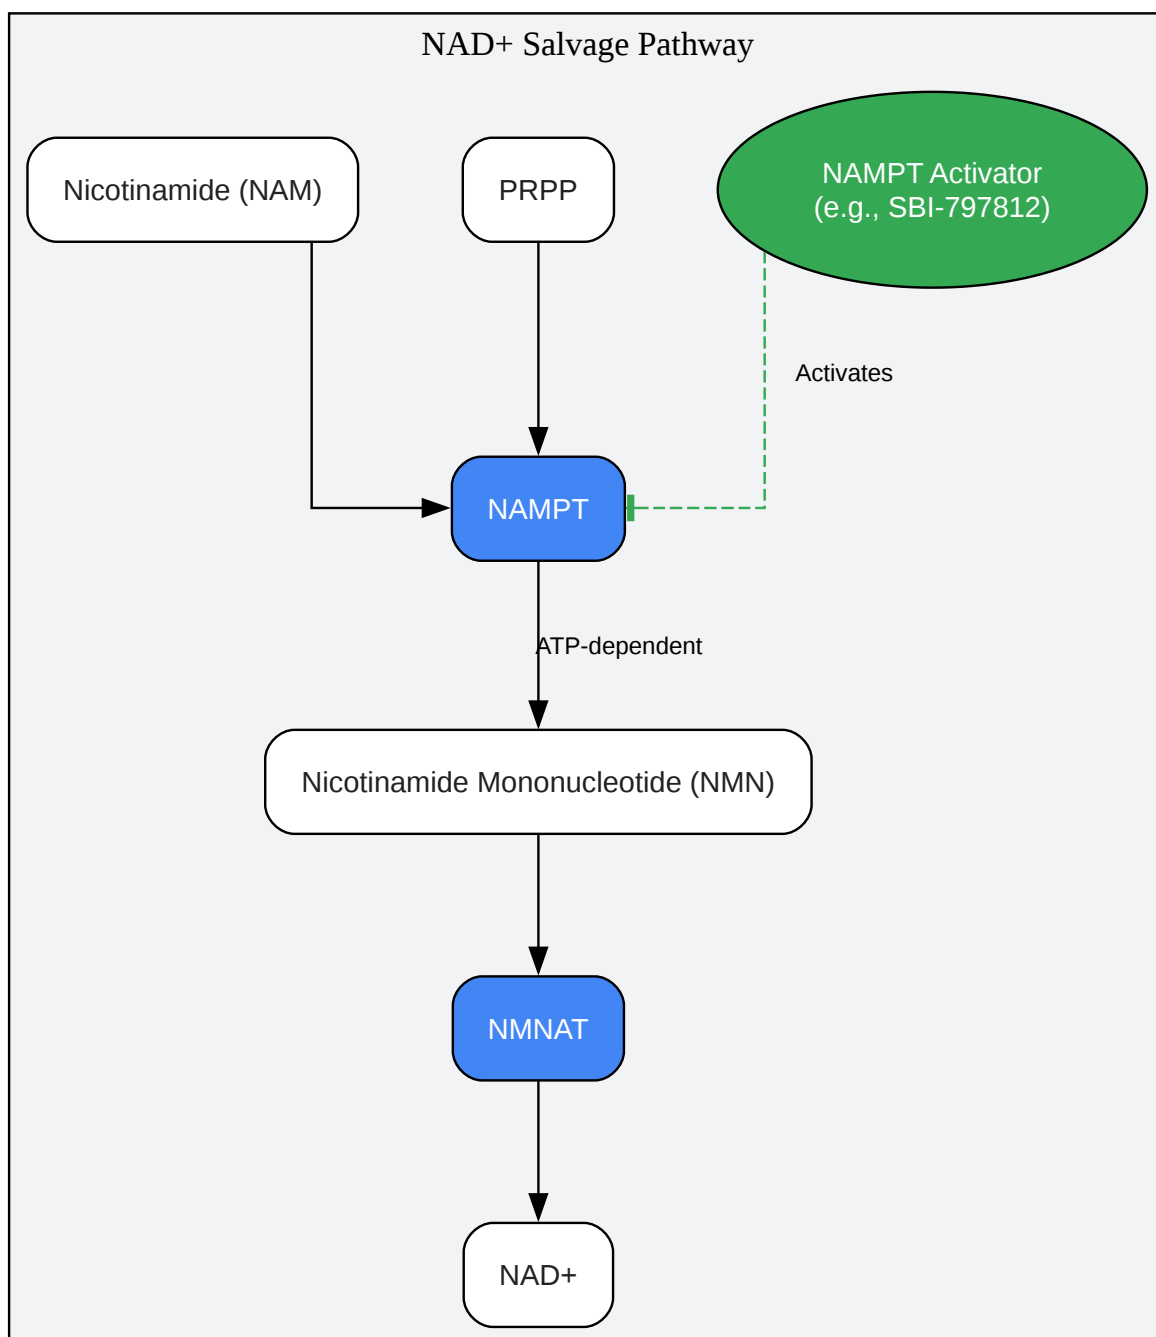 NAD+ Salvage Pathway
Nicotinamide (NAM)
PRPP
NAMPT Activator
(e.g., SBI-797812)
Activates
NAMPT
ATP-dependent
Nicotinamide Mononucleotide (NMN)
NMNAT
NAD+